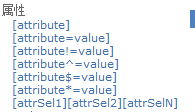 属性
[attribute]
[attribute=value]
[attribute!=value]
[attribute^=value]
[attribute$=value]
[attribute*=value]
[attrSel1][attrSel2][attrSelN]